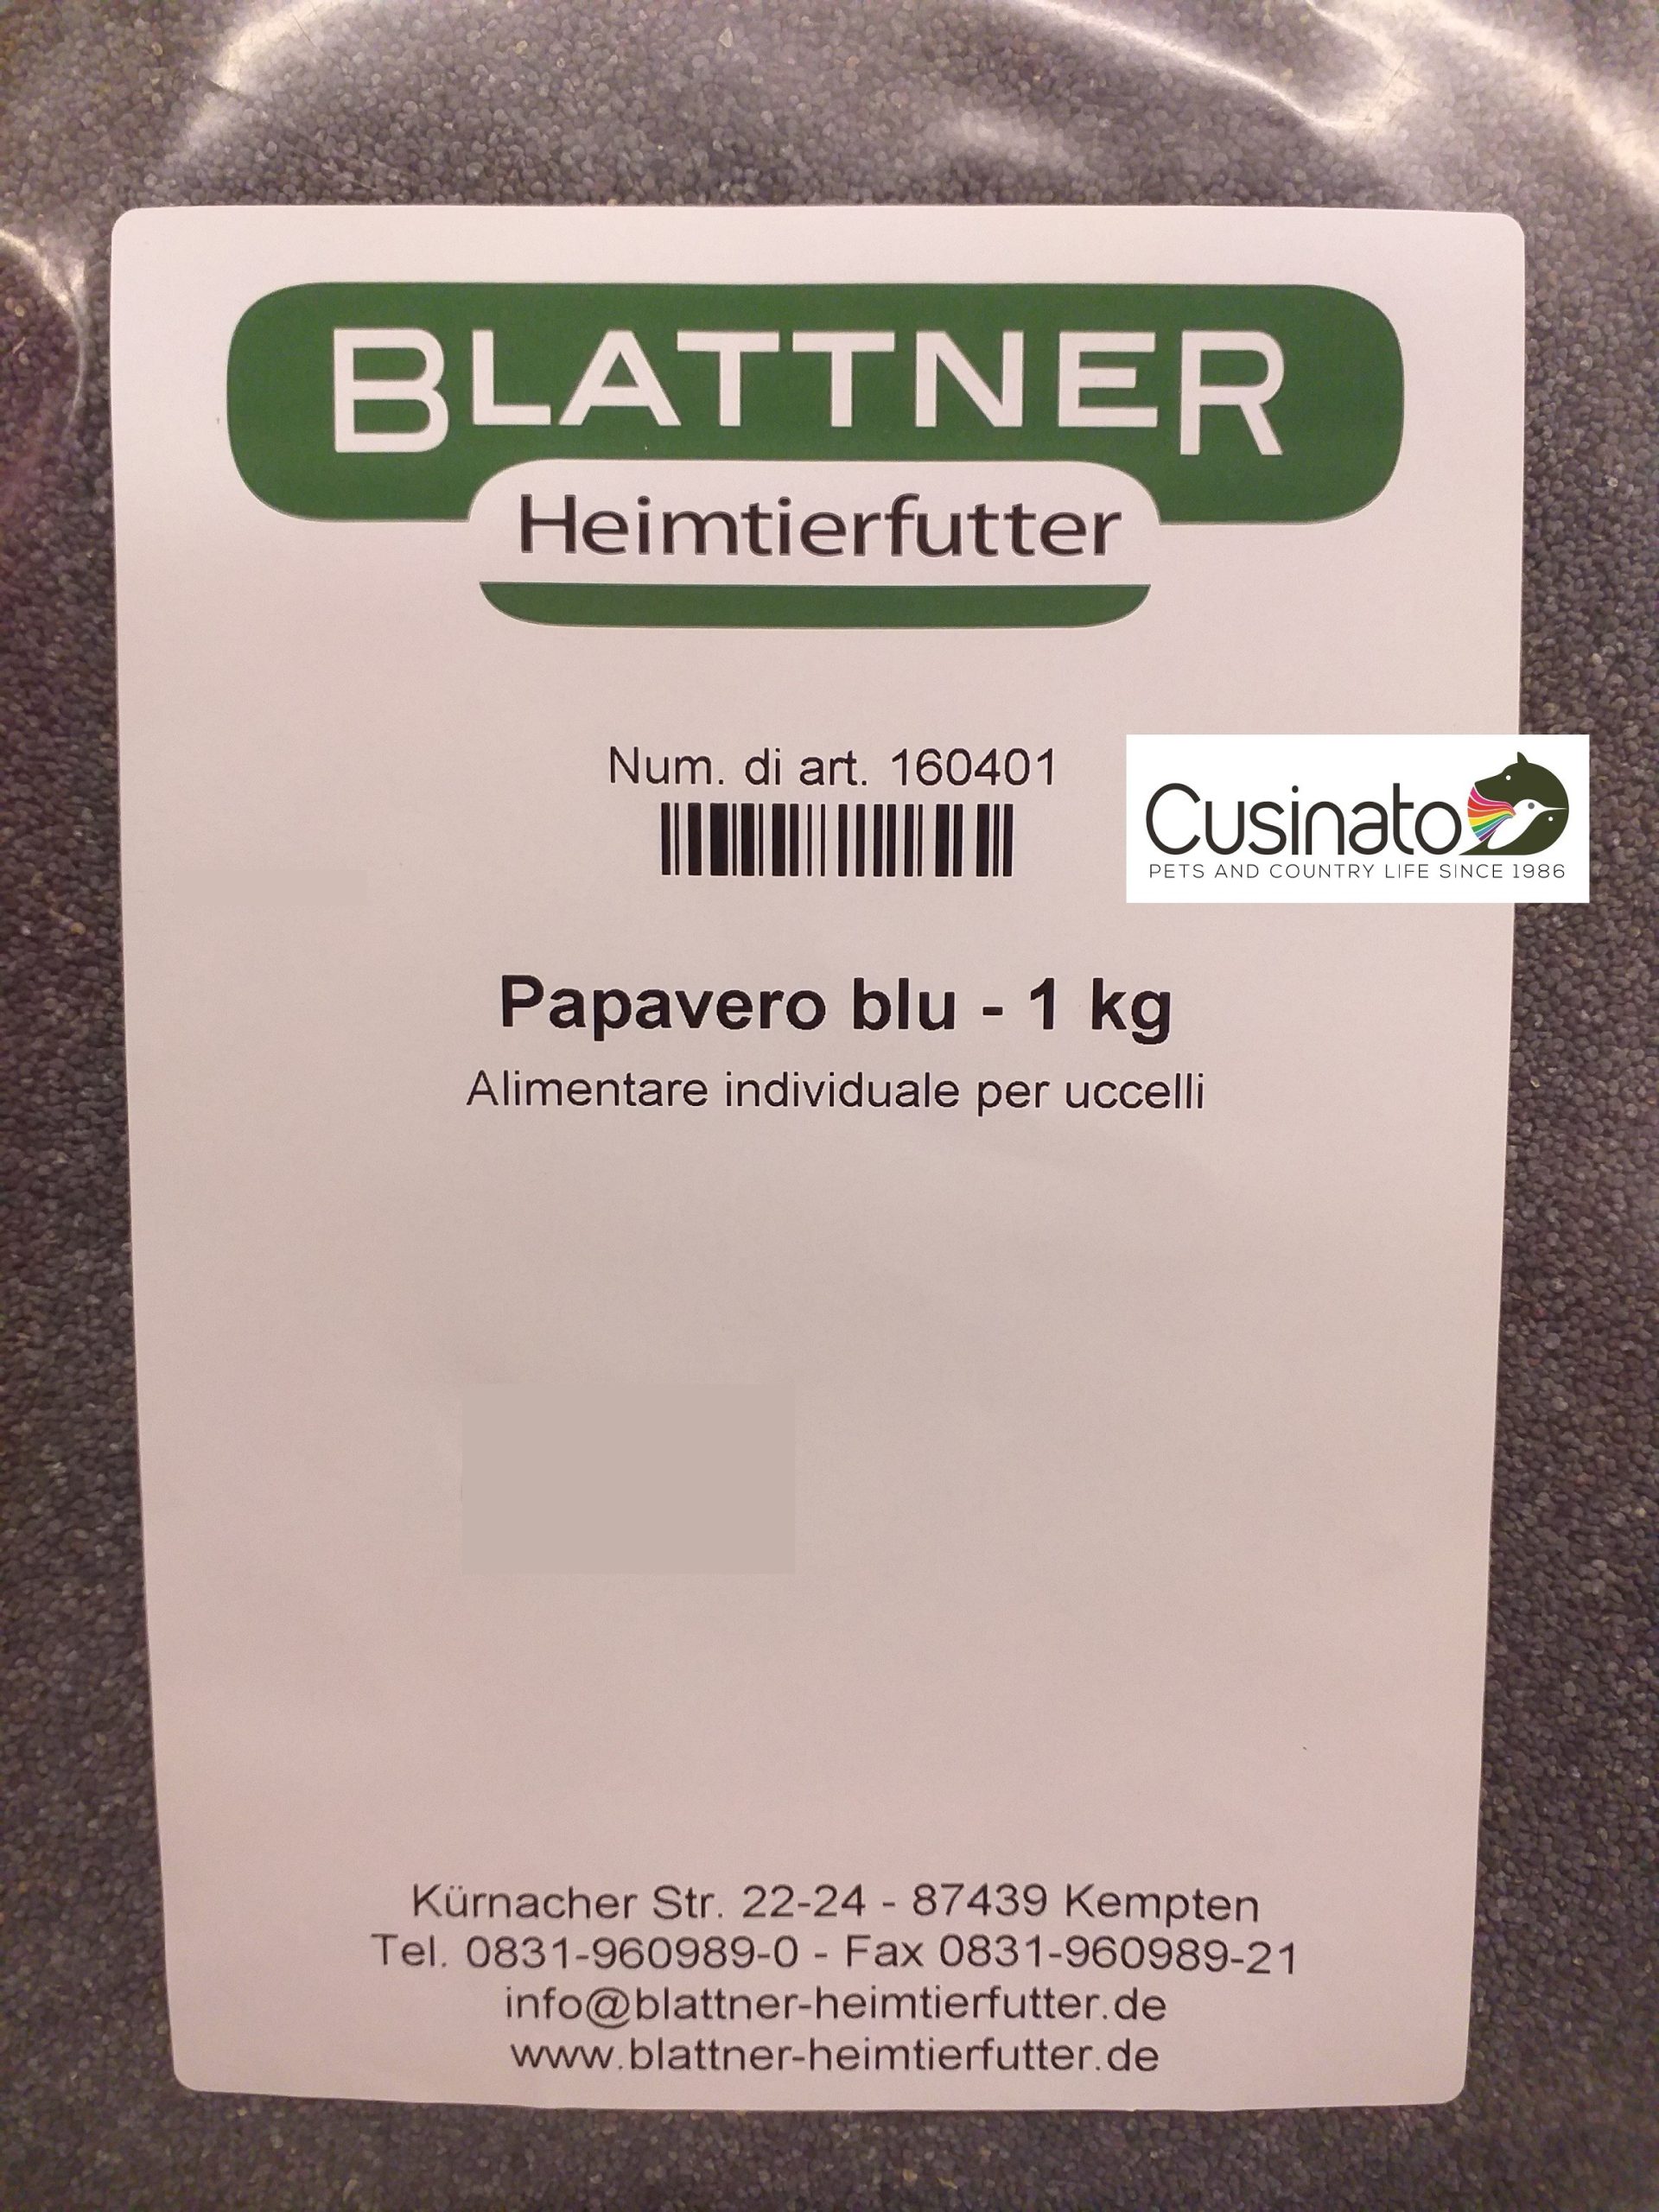 BLATTNER
Heimtierfutter
Num. di art. 160401
Cusinato
PETS AND COUNTRY LIFE SINCE 1986
Papavero blu - 1 kg
Alimentare individuale per uccelli
Kürnacher Str. 22-24 - 87439 Kempten
Tel. 0831-960989-0 - Fax 0831-960989-21
info@blattner-heimtierfutter.de
www.blattner-heimtierfutter.de